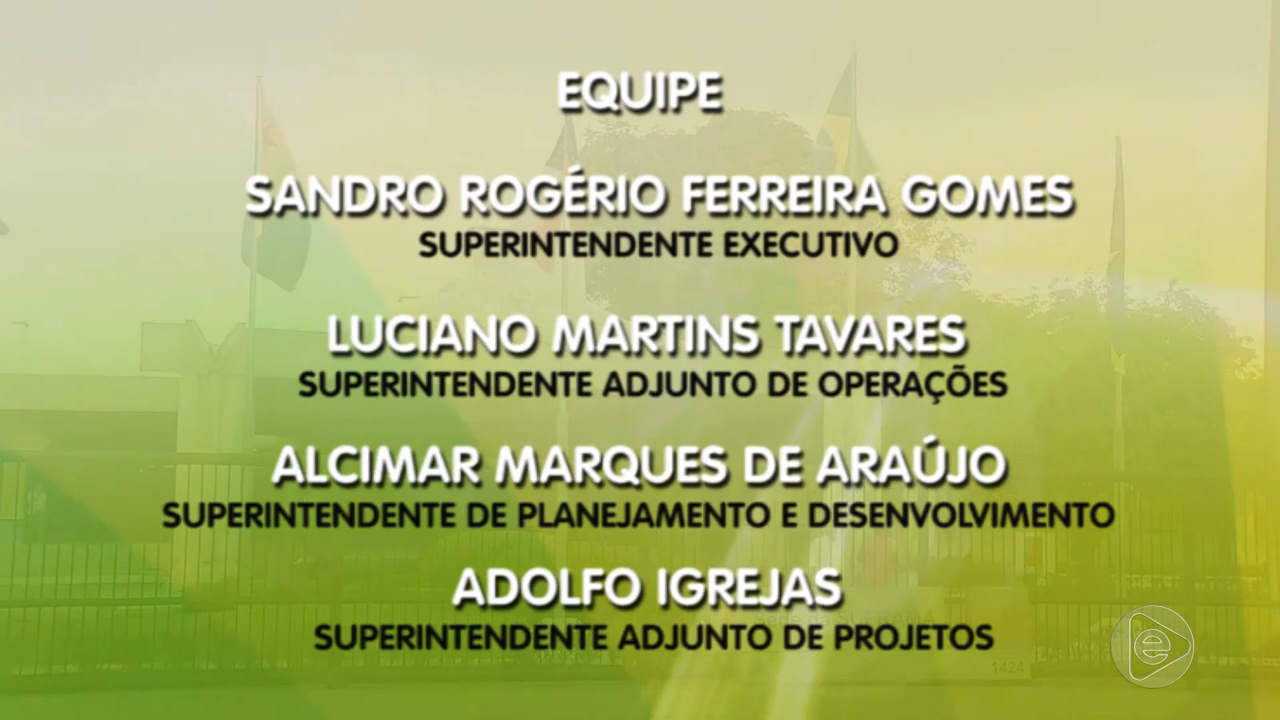 EQUIPE
SANDRO ROGÉRIO FERREIRA GOMES
SUPERINTENDENTE EXECUTIVO
LUCIANO MARTINS TAVARES
SUPERINTENDENTE ADJUNTO DE OPERAÇÕES
ALCIMAR MARQUES DE ARAÚJO
SUPERINTENDENTE DE PLANEJAMENTO E DESENVOLVIMENTO
ADOLFO IGREJAS
SUPERINTENDENTE ADJUNTO DE PROJETOS
1424
e